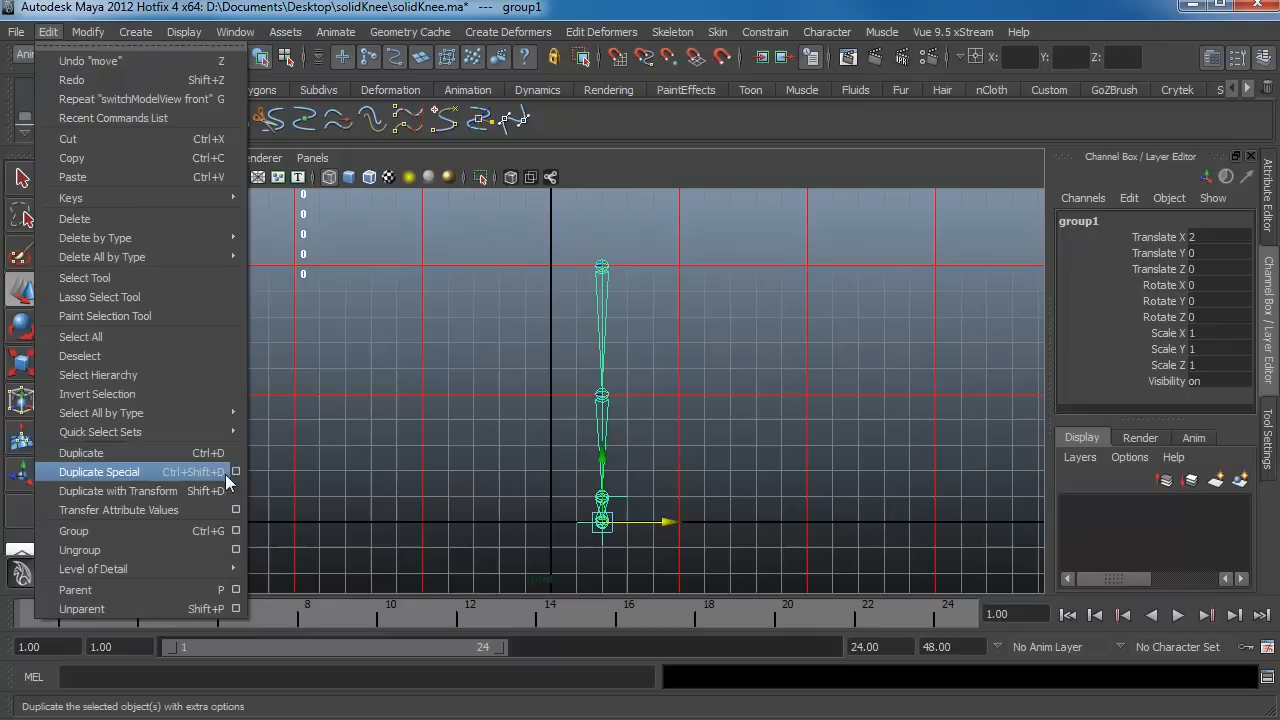 Autodesk Maya 2012 Hotfix 4 x64: D:\Documents\Desktop\solidKnee\solidKnee.ma* --- group1
File Edit Modify Create Display Window Assets Animate Geometry Cache Create Deformers Edit Deformers Skeleton Skin Constrain Character Muscle Vue 9.5 xStream Help
X: Y: Z:
Subdivs Deformation Animation Dynamics Rendering PaintEffects Toon Muscle Fluids Fur Hair nCloth Custom GoZBrush Crytek
Panels
Undo "move" Z
Redo Shift+Z
Repeat "switchModelView front" G
Recent Commands List
Cut Ctrl+X
Copy Ctrl+C
Paste Ctrl+V
Keys
Delete
Delete by Type
Delete All by Type
Select Tool
Lasso Select Tool
Paint Selection Tool
Select All
Deselect
Select Hierarchy
Invert Selection
Select All by Type
Quick Select Sets
Duplicate Ctrl+D
Duplicate Special Ctrl+Shift+D
Duplicate with Transform Shift+D
Transfer Attribute Values
Group Ctrl+G
Ungroup
Level of Detail
Parent P
Unparent Shift+P
0
0
0
0
0
front
Channel Box / Layer Editor
Channels Edit Object Show
group1
Translate X 2
Translate Y 0
Translate Z 0
Rotate X 0
Rotate Y 0
Rotate Z 0
Scale X 1
Scale Y 1
Scale Z 1
Visibility on
Display Render Anim
Layers Options Help
Attribute Editor
Channel Box / Layer Editor
Tool Settings
8 10 12 14 16 18 20 22 24
1.00
1.00 1.00 1 24 24.00 48.00 No Anim Layer No Character Set
MEL
Duplicate the selected object(s) with extra options